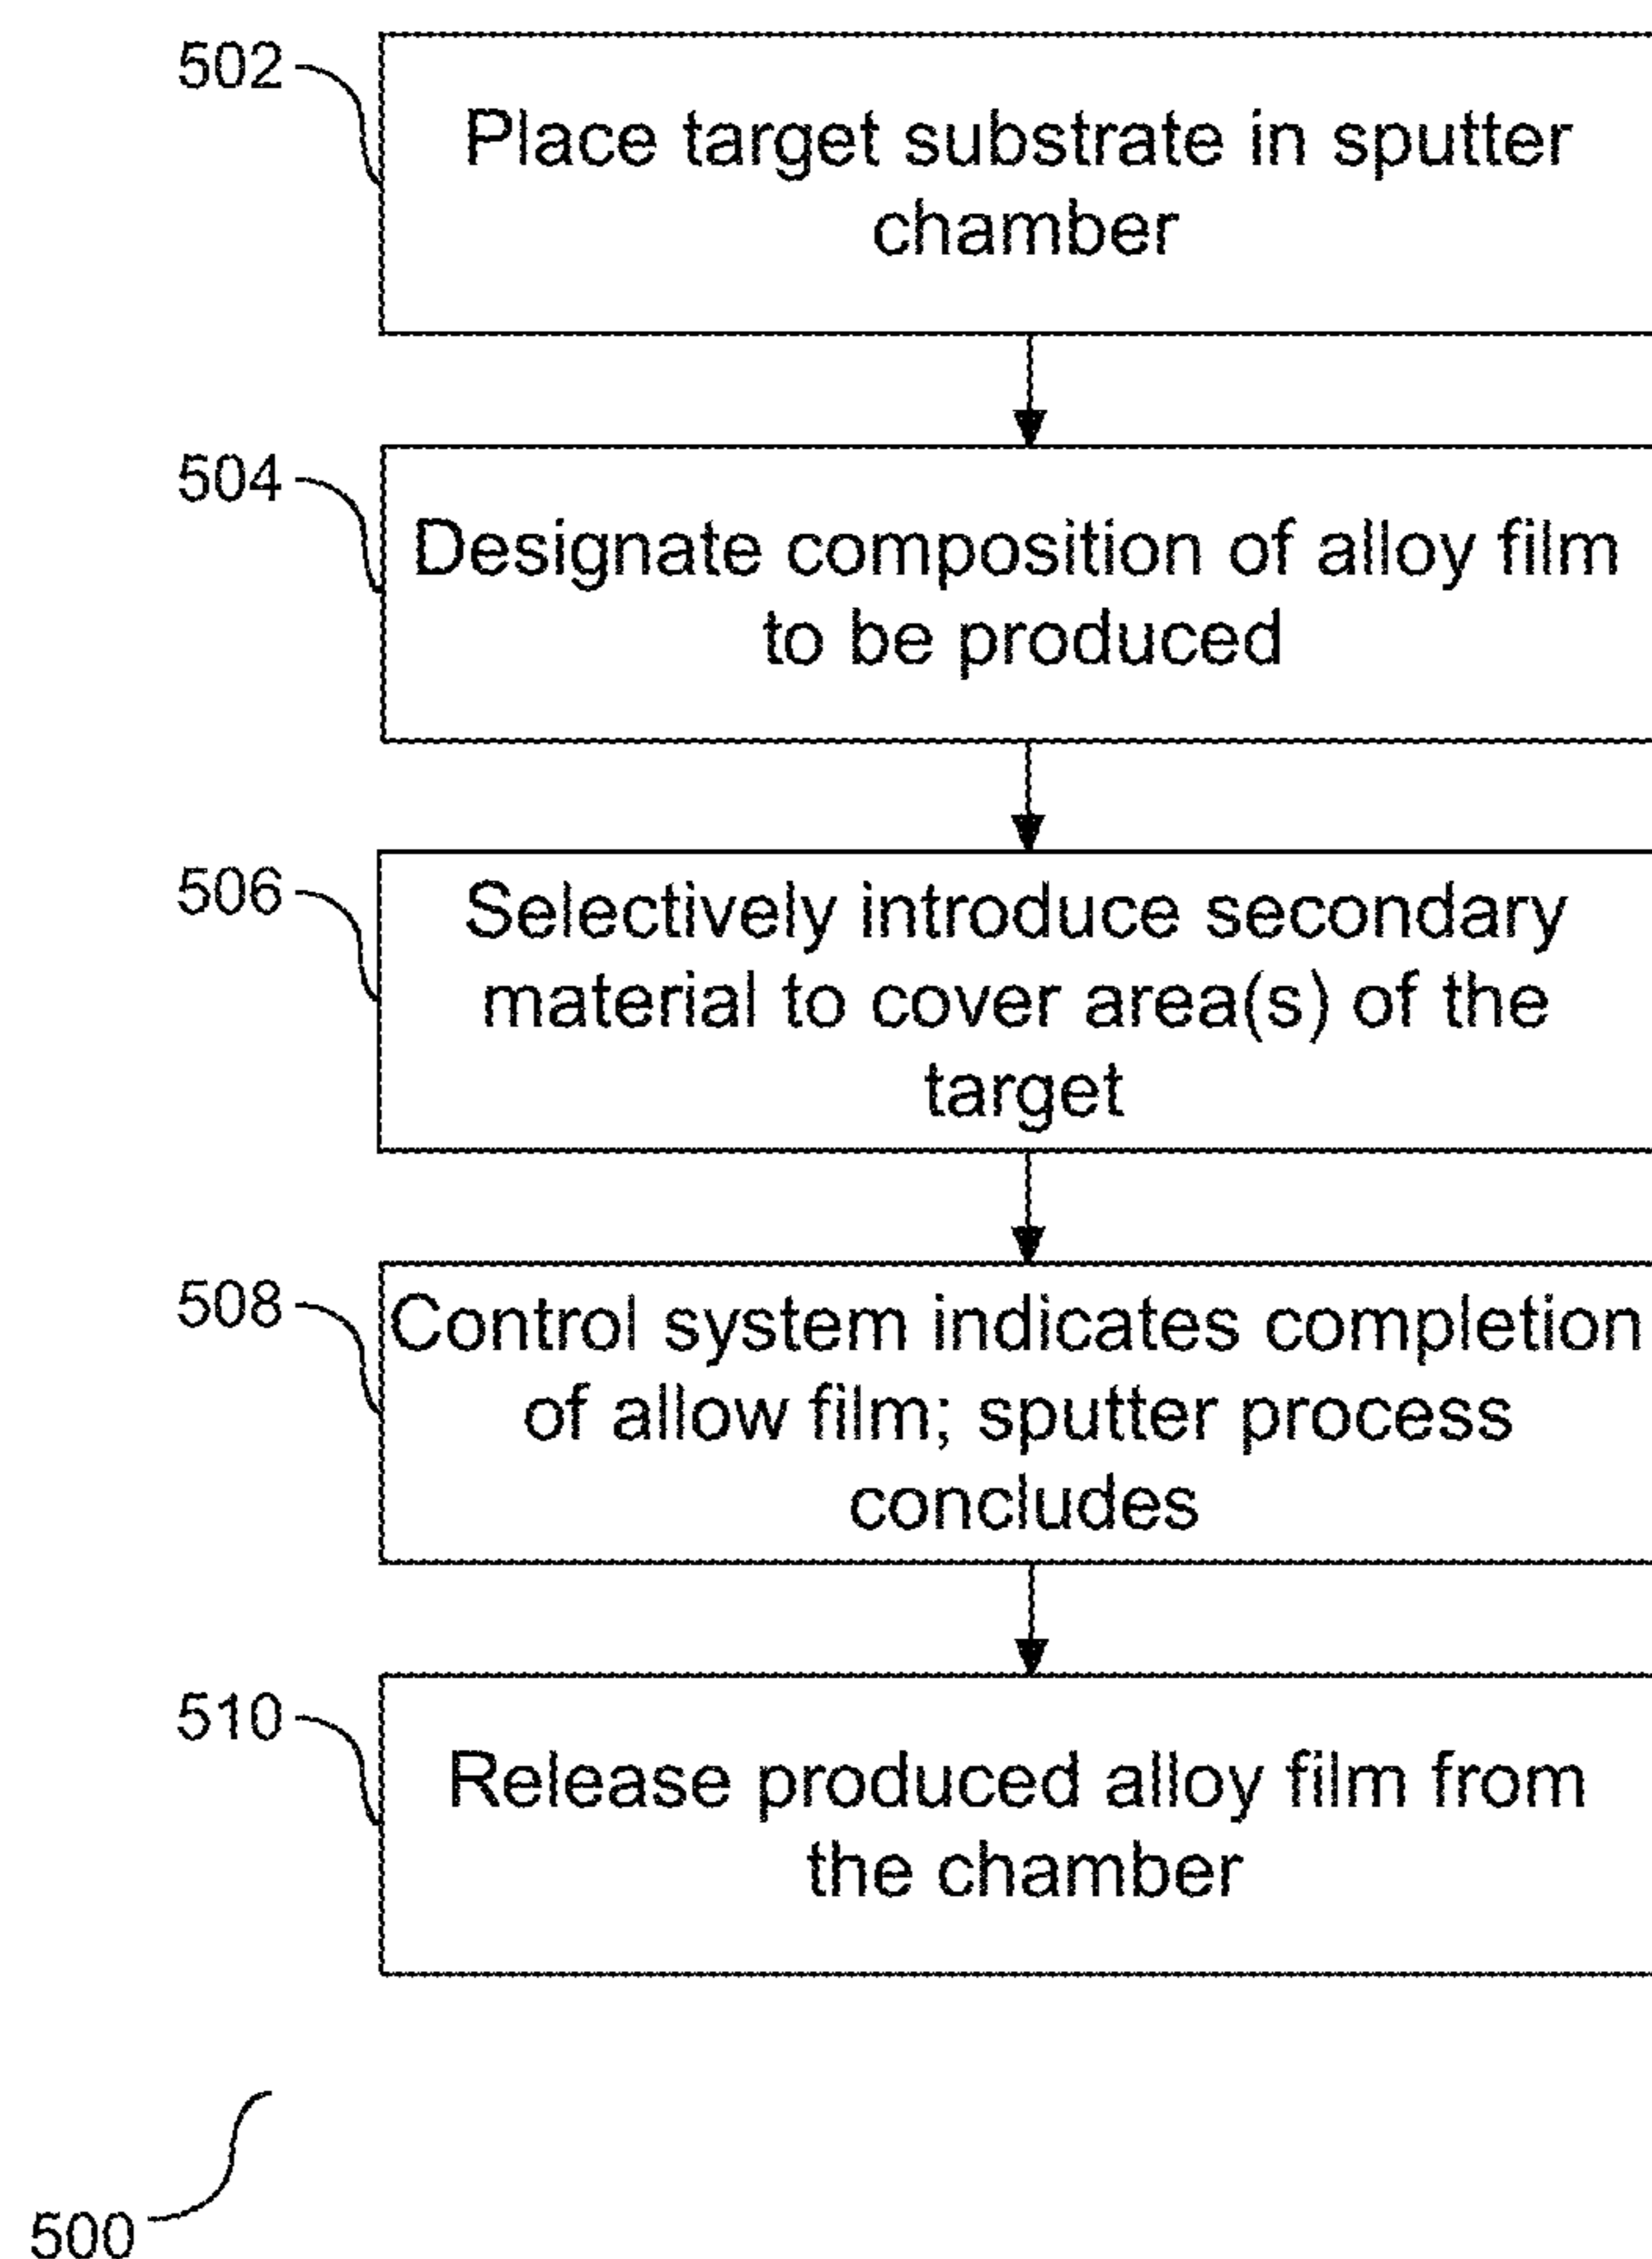 502
Place target substrate in sputter
chamber
504
Designate composition of alloy film
to be produced
506
Selectively introduce secondary
material to cover area(s) of the
target
508
Control system indicates completion
of allow film; sputter process
concludes
510
Release produced alloy film from
the chamber
500